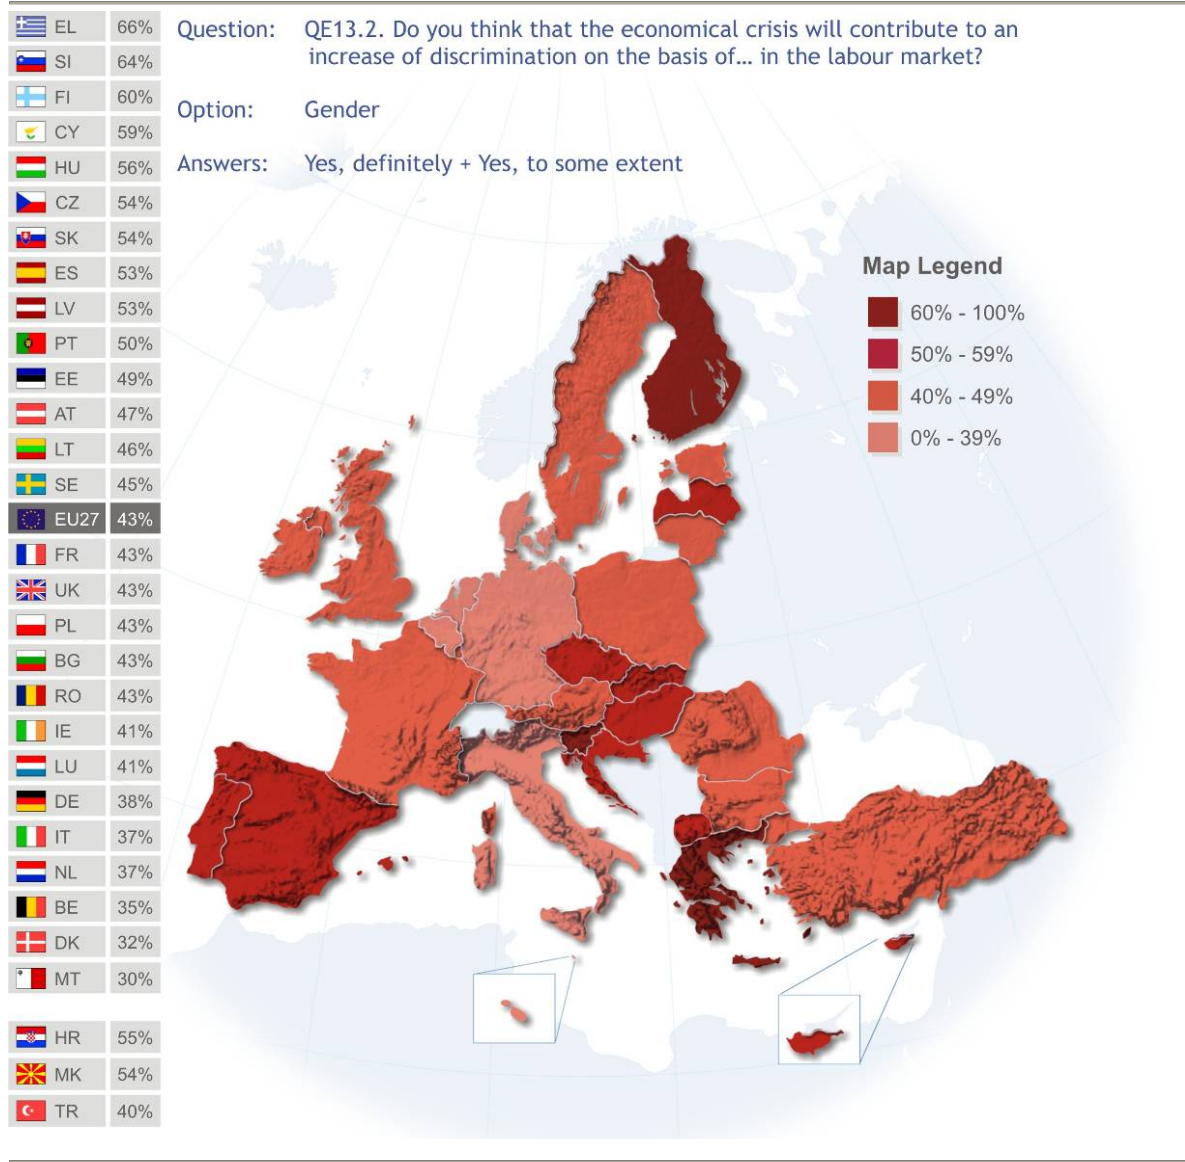 Question: QE13.2. Do you think that the economical crisis will contribute to an
increase of discrimination on the basis of... in the labour market?
Option: Gender
Answers: Yes, definitely + Yes, to some extent
EL 66%
SI 64%
FI 60%
CY 59%
HU 56%
CZ 54%
SK 54%
ES 53%
LV 53%
PT 50%
EE 49%
AT 47%
LT 46%
SE 45%
EU27 43%
FR 43%
UK 43%
PL 43%
BG 43%
RO 43%
IE 41%
LU 41%
DE 38%
IT 37%
NL 37%
BE 35%
DK 32%
MT 30%
HR 55%
MK 54%
TR 40%
Map Legend
60% - 100%
50% - 59%
40% - 49%
0% - 39%